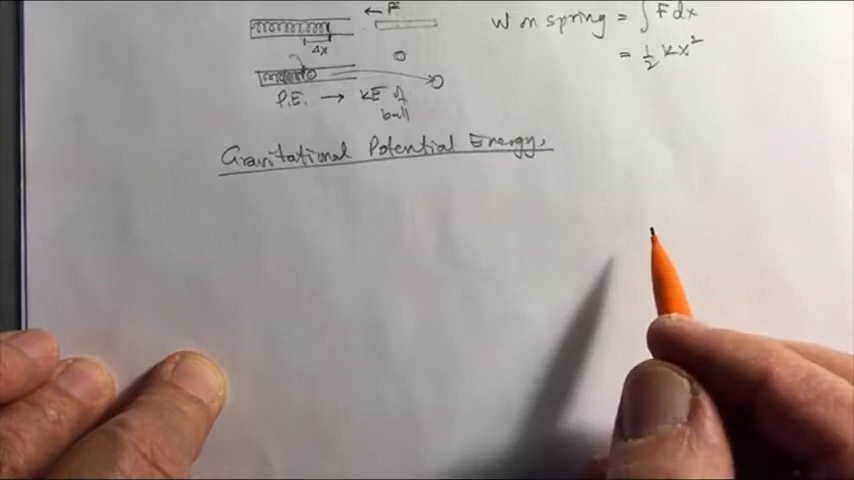 ← F
Δx
W on spring = ∫ F dx
= 1/2 kx²
P.E. → KE of
ball
Gravitational Potential Energy.